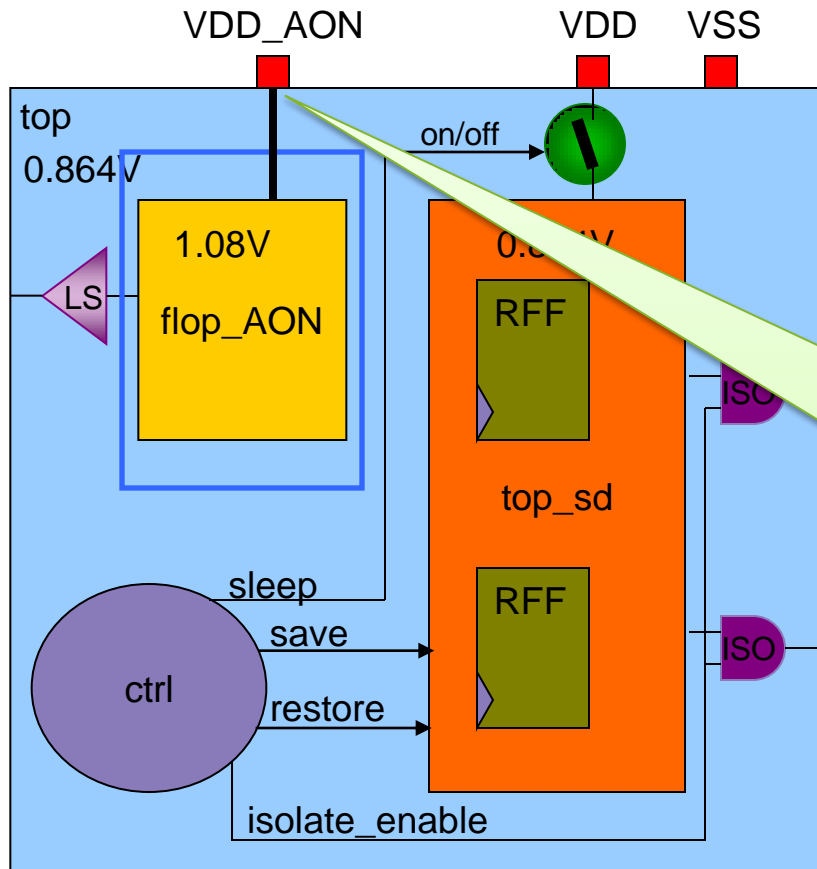 VDD_AON
VDD
VSS
top
0.864V
on/off
1.08V
LS
flop_AON
RFF
ISO
top_sd
sleep
RFF
save
ISO
ctrl
restore
isolate_enable